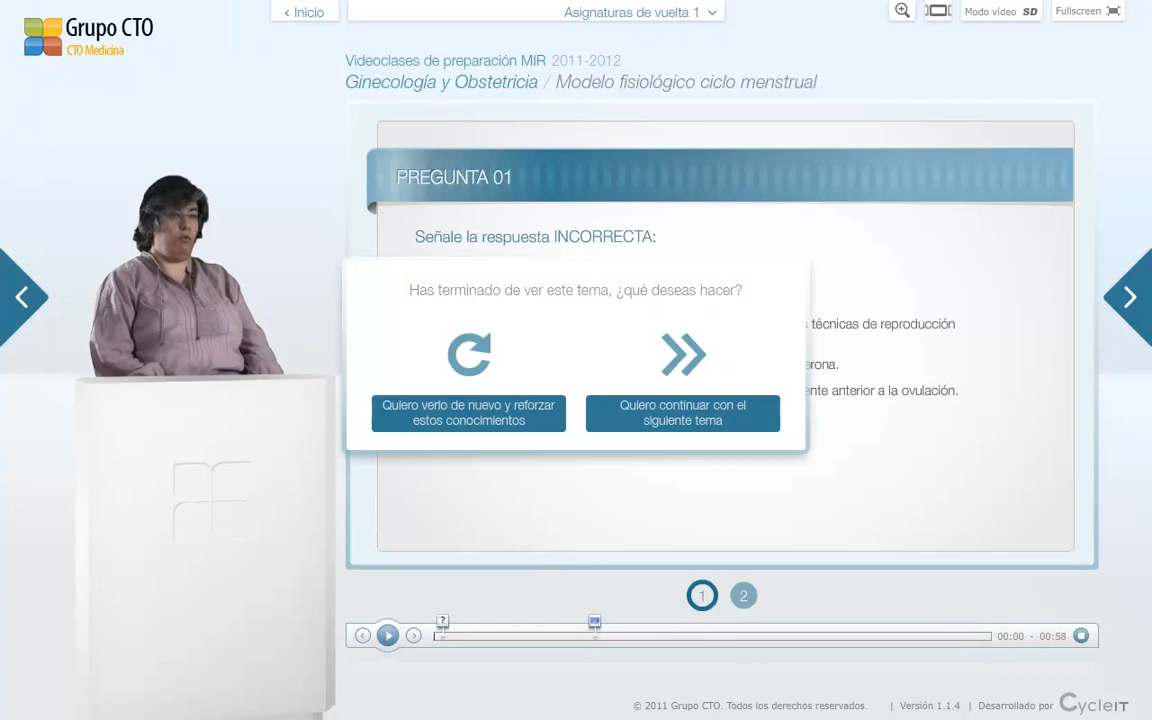 Grupo CTO
CTO Medicina
‹ Inicio
Asignaturas de vuelta 1
Modo vídeo SD
Fullscreen
Videoclases de preparación MIR 2011-2012
Ginecología y Obstetricia / Modelo fisiológico ciclo menstrual
PREGUNTA 01
Señale la respuesta INCORRECTA:
Has terminado de ver este tema, ¿qué deseas hacer?
técnicas de reproducción
Quiero verlo de nuevo y reforzar
estos conocimientos
Quiero continuar con el
siguiente tema
anterior a la ovulación.
1 2
?
00:00 - 00:58
© 2011 Grupo CTO. Todos los derechos reservados. | Versión 1.1.4 | Desarrollado por CycleIT